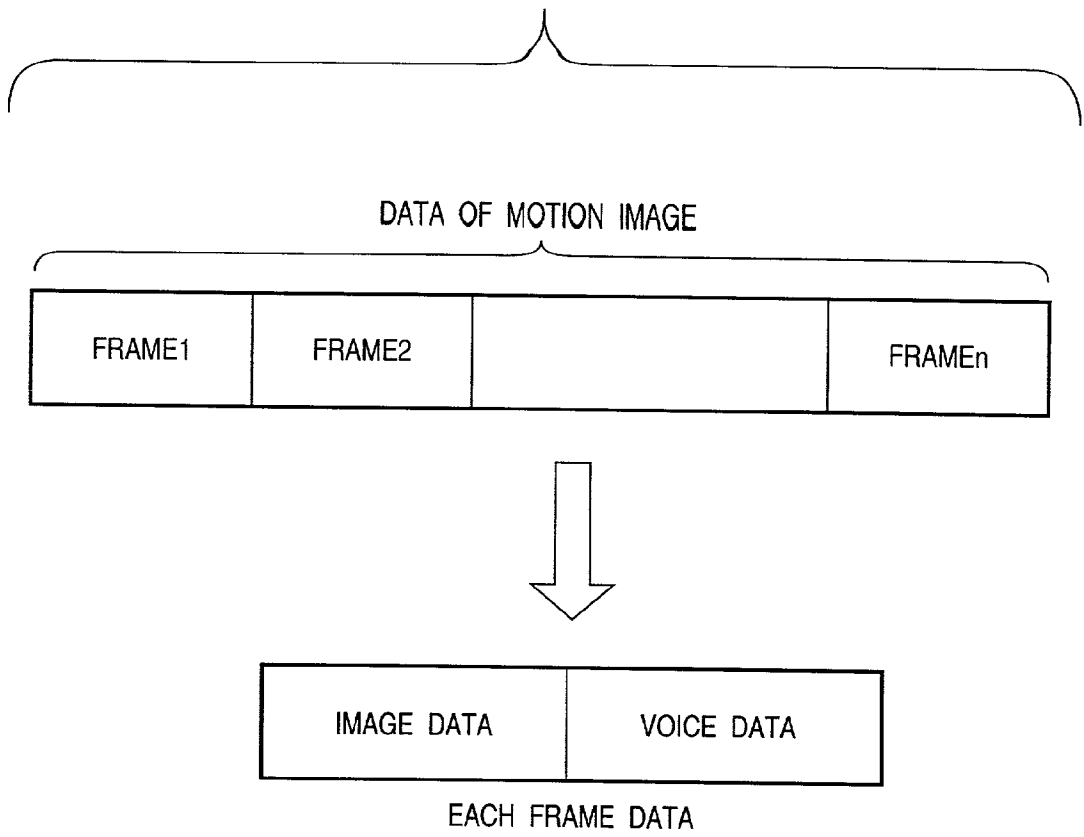 DATA OF MOTION IMAGE
FRAME1 FRAME2 FRAMEn
IMAGE DATA VOICE DATA
EACH FRAME DATA